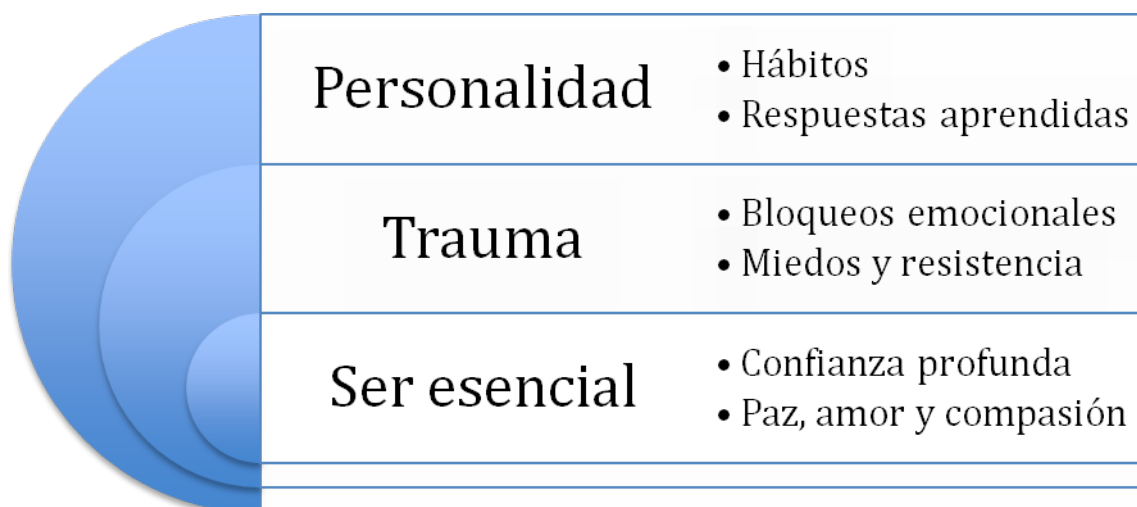 Personalidad
• Hábitos
• Respuestas aprendidas
Trauma
• Bloqueos emocionales
• Miedos y resistencia
Ser esencial
• Confianza profunda
• Paz, amor y compasión